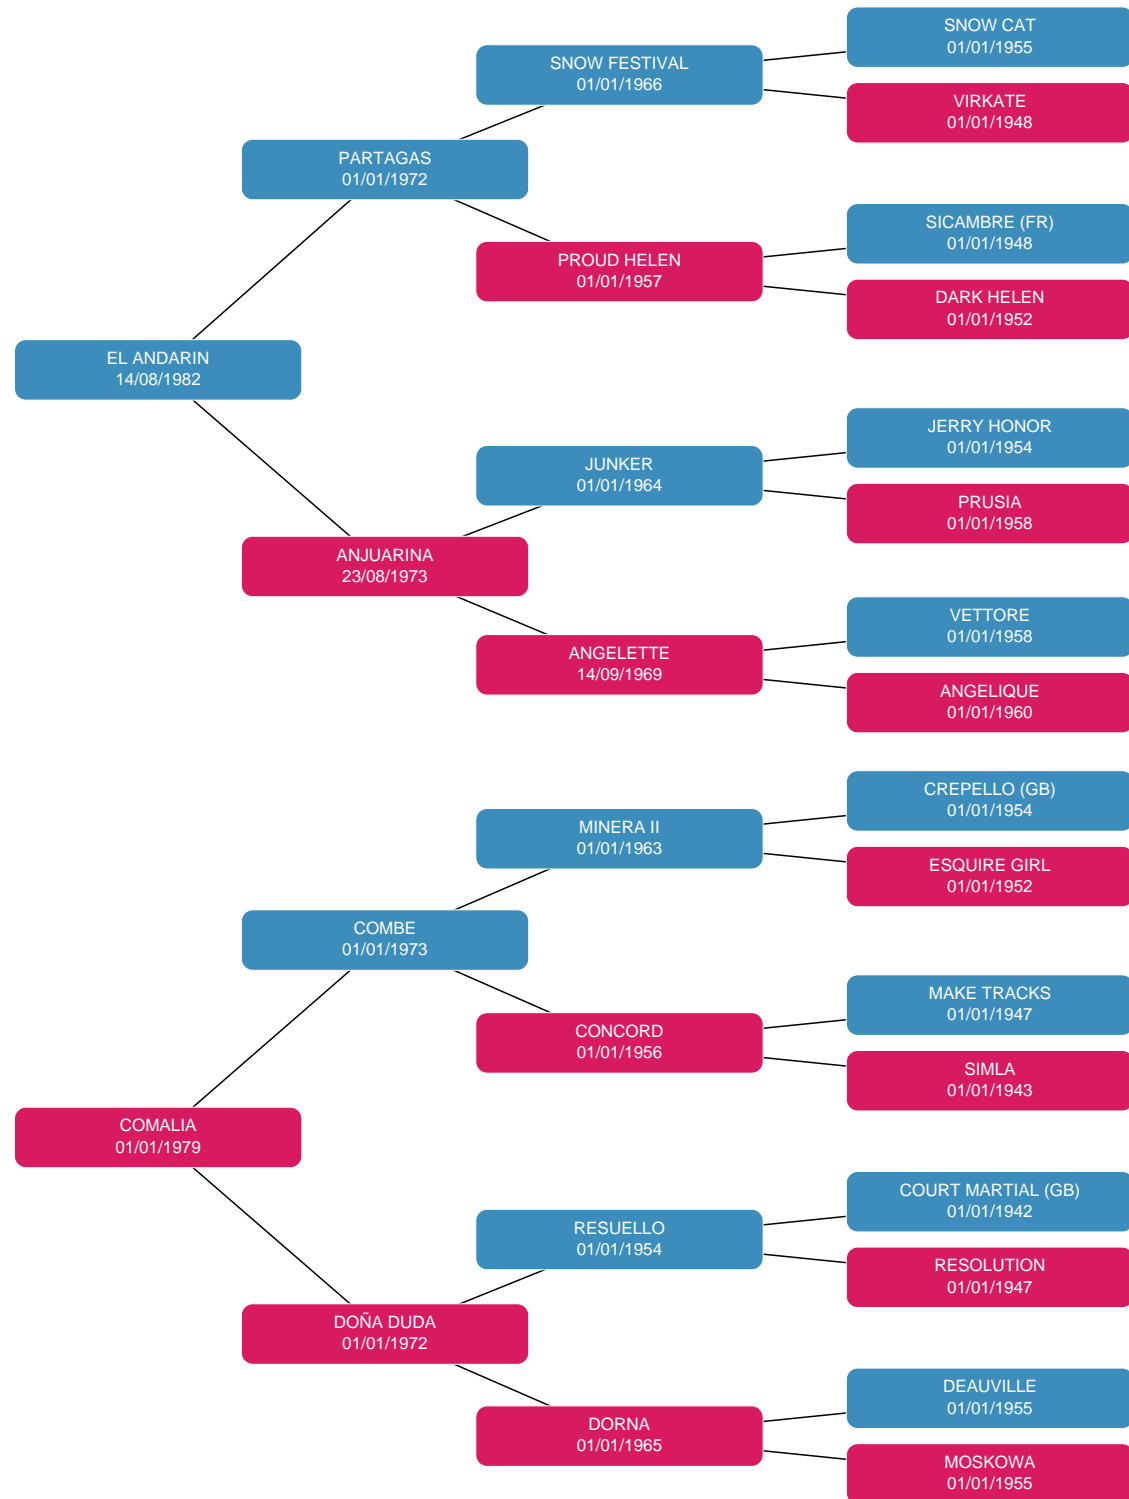 SNOW CAT
01/01/1955
SNOW FESTIVAL
01/01/1966
VIRKATE
01/01/1948
PARTAGAS
01/01/1972
SICAMBRE (FR)
01/01/1948
PROUD HELEN
01/01/1957
DARK HELEN
01/01/1952
EL ANDARIN
14/08/1982
JERRY HONOR
01/01/1954
JUNKER
01/01/1964
PRUSIA
01/01/1958
ANJUARINA
23/08/1973
VETTORE
01/01/1958
ANGELETTE
14/09/1969
ANGELIQUE
01/01/1960
CREPELLO (GB)
01/01/1954
MINERA II
01/01/1963
ESQUIRE GIRL
01/01/1952
COMBE
01/01/1973
MAKE TRACKS
01/01/1947
CONCORD
01/01/1956
SIMLA
01/01/1943
COMALIA
01/01/1979
COURT MARTIAL (GB)
01/01/1942
RESUELLO
01/01/1954
RESOLUTION
01/01/1947
DOÑA DUDA
01/01/1972
DEAUVILLE
01/01/1955
DORNA
01/01/1965
MOSKOWA
01/01/1955